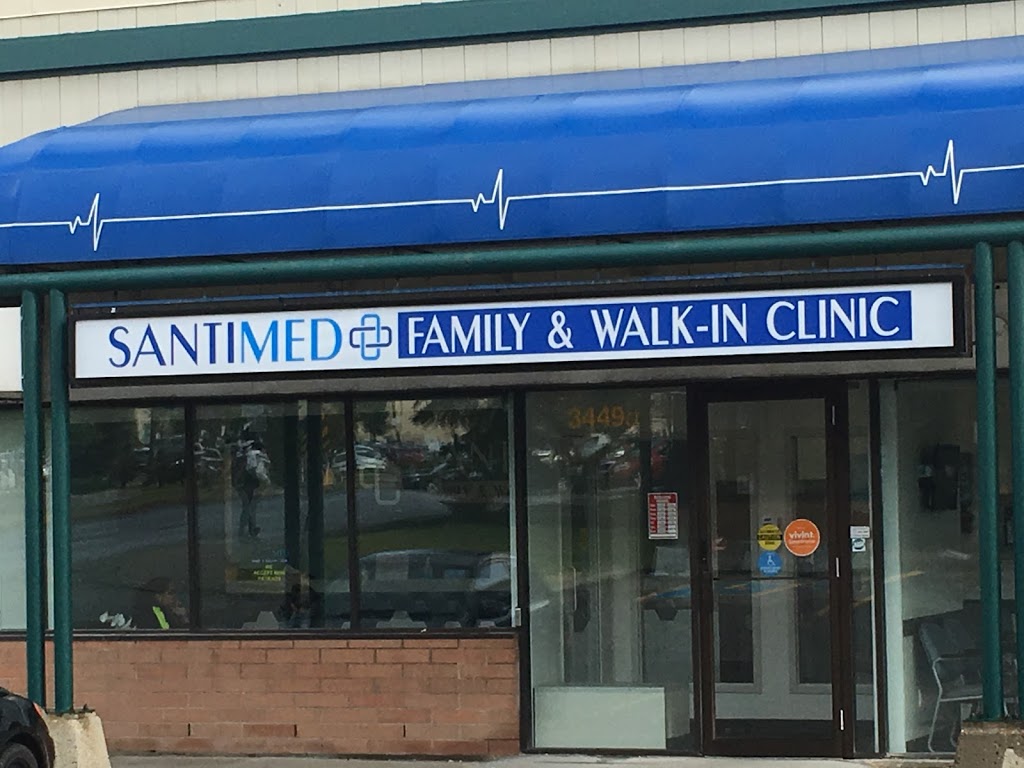 SANTIMED FAMILY & WALK-IN CLINIC
3449
vivint.